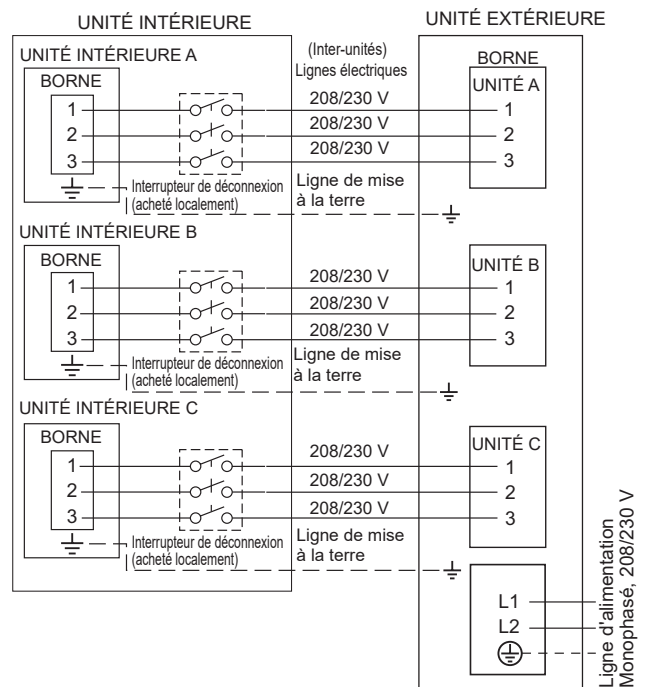 UNITÉ INTÉRIEURE
UNITÉ EXTÉRIEURE
UNITÉ INTÉRIEURE A
(Inter-unités)
Lignes électriques
BORNE
BORNE
UNITÉ A
1
208/230 V
1
2
208/230 V
2
3
208/230 V
3
Interrupteur de déconnexion
(acheté localement)
Ligne de mise
à la terre
UNITÉ INTÉRIEURE B
BORNE
UNITÉ B
1
208/230 V
1
2
208/230 V
2
3
208/230 V
3
Interrupteur de déconnexion
(acheté localement)
Ligne de mise
à la terre
UNITÉ INTÉRIEURE C
BORNE
UNITÉ C
1
208/230 V
1
2
208/230 V
2
3
208/230 V
3
Interrupteur de déconnexion
(acheté localement)
Ligne de mise
à la terre
L1
L2
Ligne d'alimentation
Monophasé, 208/230 V